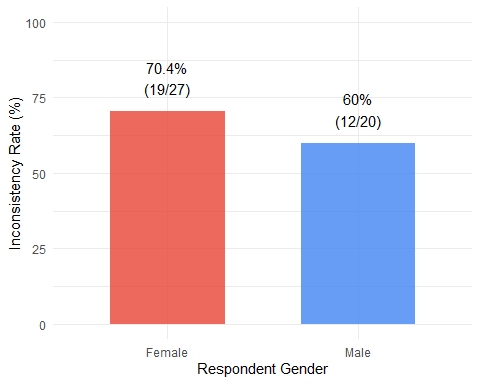 100
75
50
25
0
Inconsistency Rate (%)
70.4%
(19/27)
60%
(12/20)
Female
Male
Respondent Gender